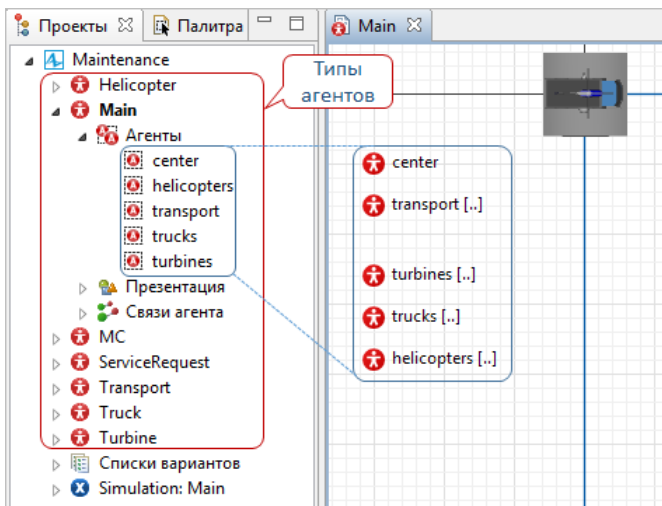 Проекты
Палитра
Main
Maintenance
Helicopter
Main
Агенты
center
helicopters
transport
trucks
turbines
Презентация
Связи агента
MC
ServiceRequest
Transport
Truck
Turbine
Списки вариантов
Simulation: Main
Типы
агентов
center
transport [..]
turbines [..]
trucks [..]
helicopters [..]